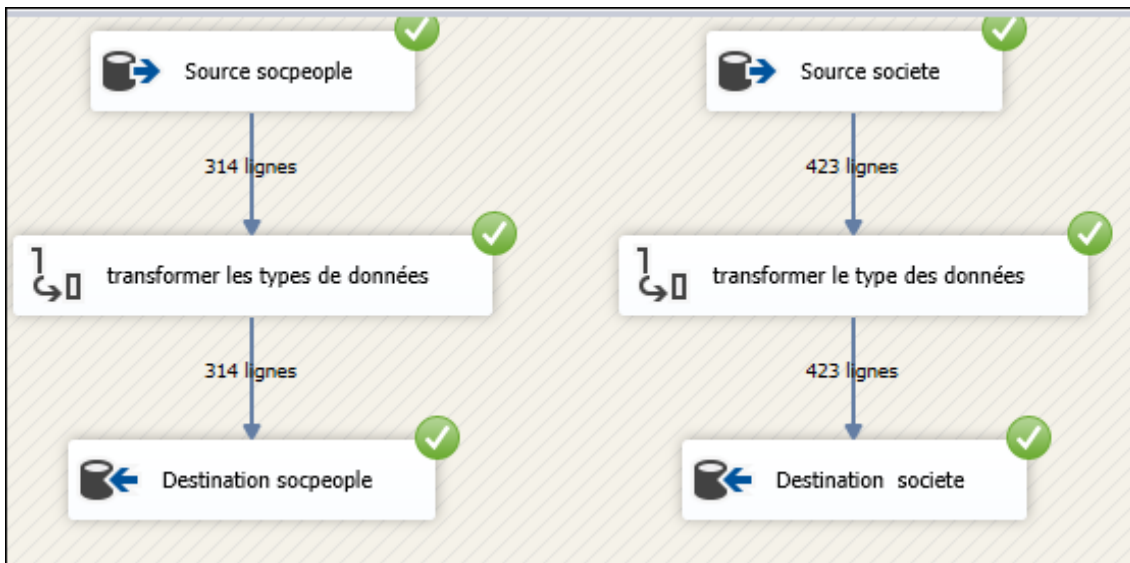 Source socpeople
Source societe
314 lignes
423 lignes
transformer les types de données
transformer le type des données
314 lignes
423 lignes
Destination socpeople
Destination societe